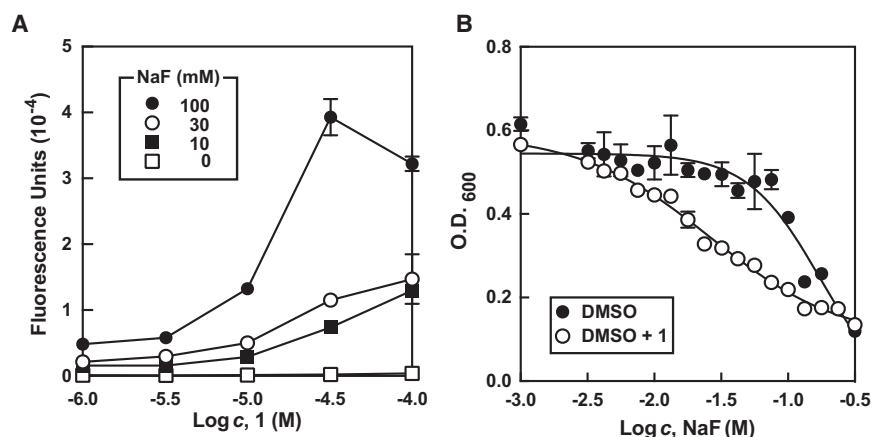 A
Fluorescence Units (10⁻⁴)
5
4
3
2
1
0
NaF (mM)
100
30
10
0
-6.0 -5.5 -5.0 -4.5 -4.0
Log c, 1 (M)
B
O.D. 600
0.8
0.6
0.4
0.2
0.0
DMSO
DMSO + 1
-3.0 -2.5 -2.0 -1.5 -1.0 -0.5
Log c, NaF (M)